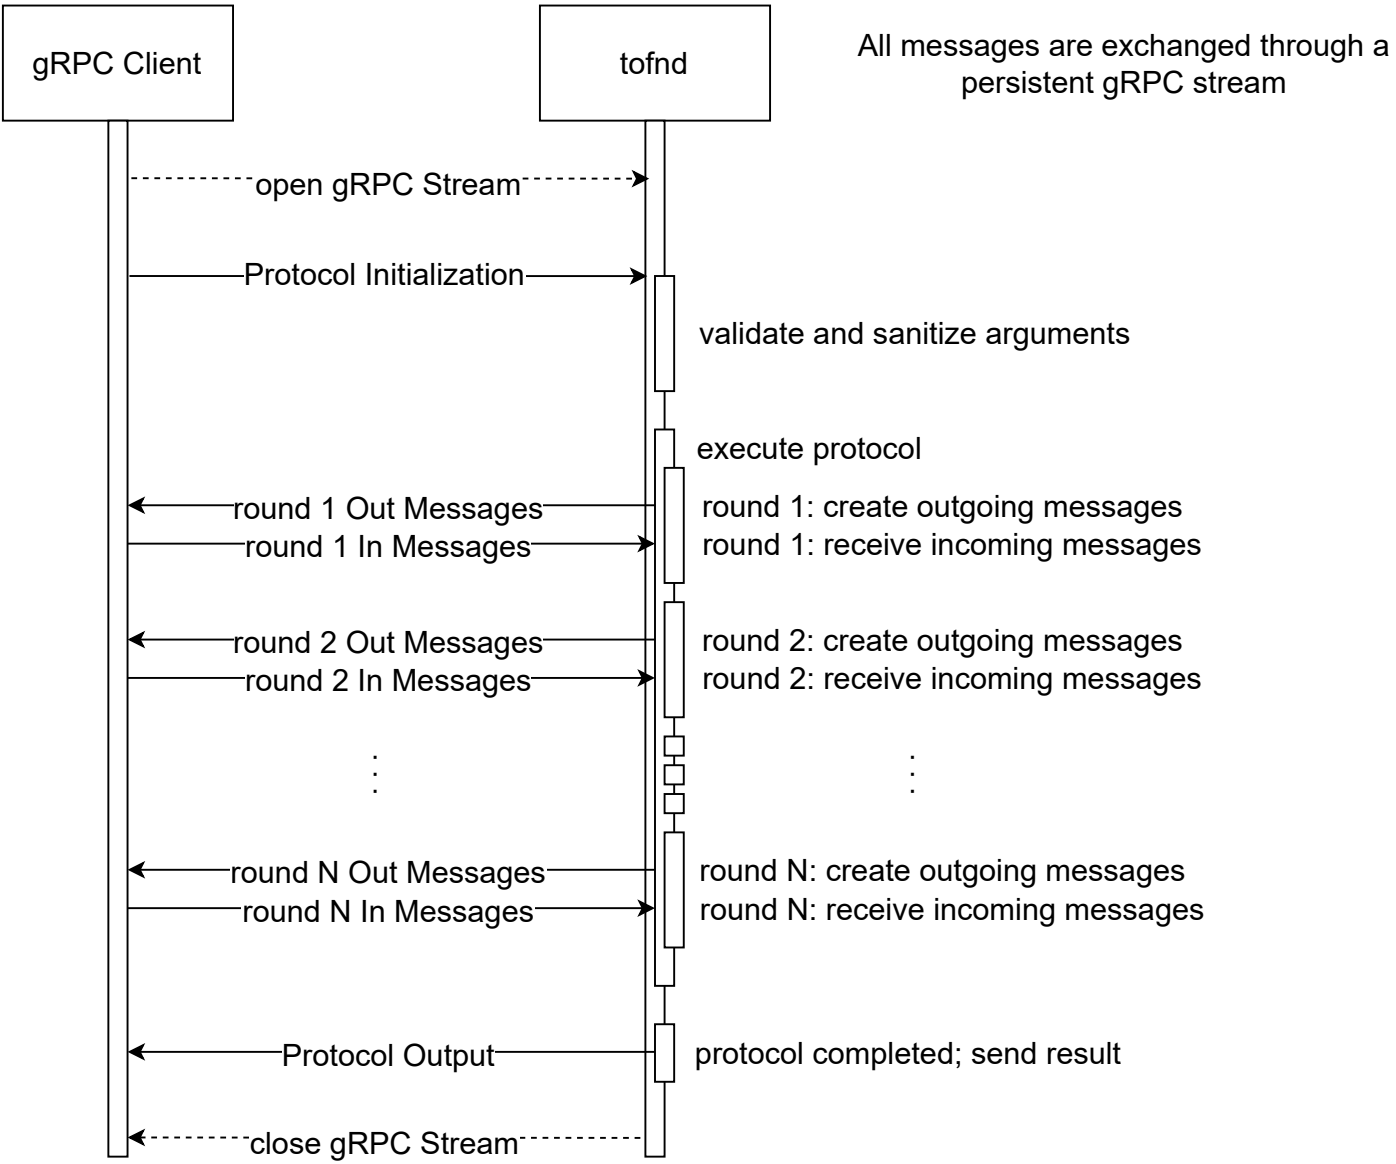 gRPC Client
tofnd
All messages are exchanged through a
persistent gRPC stream
open gRPC Stream
Protocol Initialization
validate and sanitize arguments
execute protocol
round 1 Out Messages
round 1: create outgoing messages
round 1 In Messages
round 1: receive incoming messages
round 2 Out Messages
round 2: create outgoing messages
round 2 In Messages
round 2: receive incoming messages
round N Out Messages
round N: create outgoing messages
round N In Messages
round N: receive incoming messages
Protocol Output
protocol completed; send result
close gRPC Stream